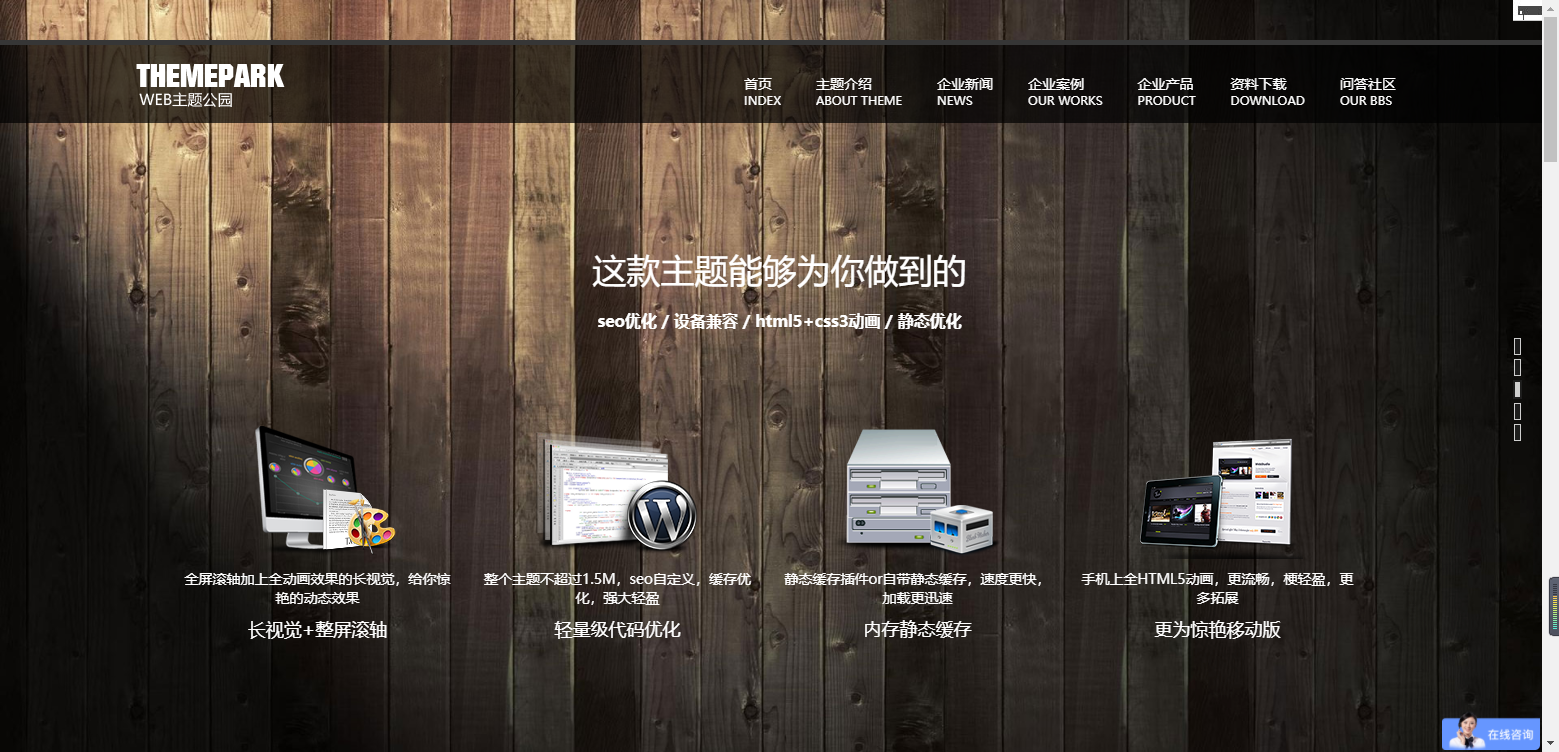 THEMEPARK
WEB主题公园
首页
INDEX
主题介绍
ABOUT THEME
企业新闻
NEWS
企业案例
OUR WORKS
企业产品
PRODUCT
资料下载
DOWNLOAD
问答社区
OUR BBS
这款主题能够为你做到的
seo优化 / 设备兼容 / html5+css3动画 / 静态优化
全屏滚轴加上全动画效果的长视觉，给你惊
艳的动态效果
长视觉+整屏滚轴
整个主题不超过1.5M，seo自定义，缓存优
化，强大轻盈
轻量级代码优化
静态缓存插件or自带静态缓存，速度更快，
加载更迅速
内存静态缓存
手机上全HTML5动画，更流畅，梗轻盈，更
多拓展
更为惊艳移动版
在线咨询